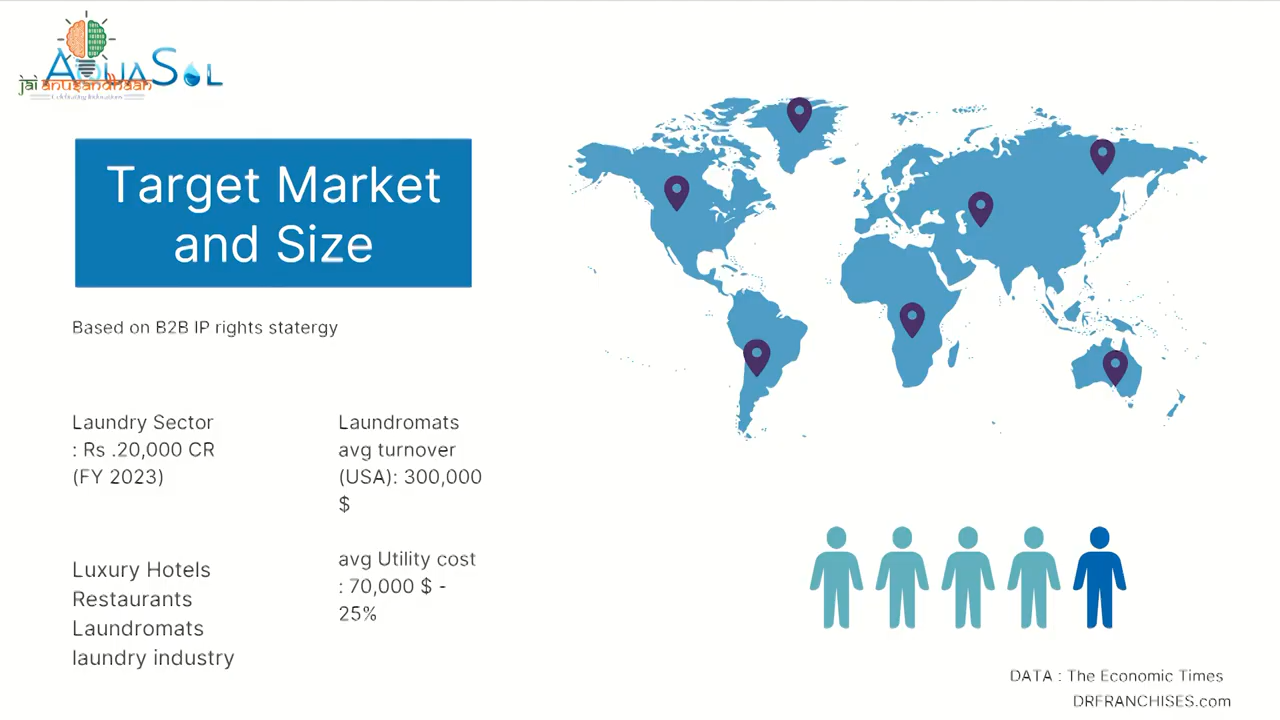 AquaSol
jai anusandhaan
Target Market
and Size
Based on B2B IP rights statergy
Laundry Sector
: Rs .20,000 CR
(FY 2023)
Laundromats
avg turnover
(USA): 300,000
$
avg Utility cost
: 70,000 $ -
25%
Luxury Hotels
Restaurants
Laundromats
laundry industry
DATA : The Economic Times
DRFRANCHISES.com